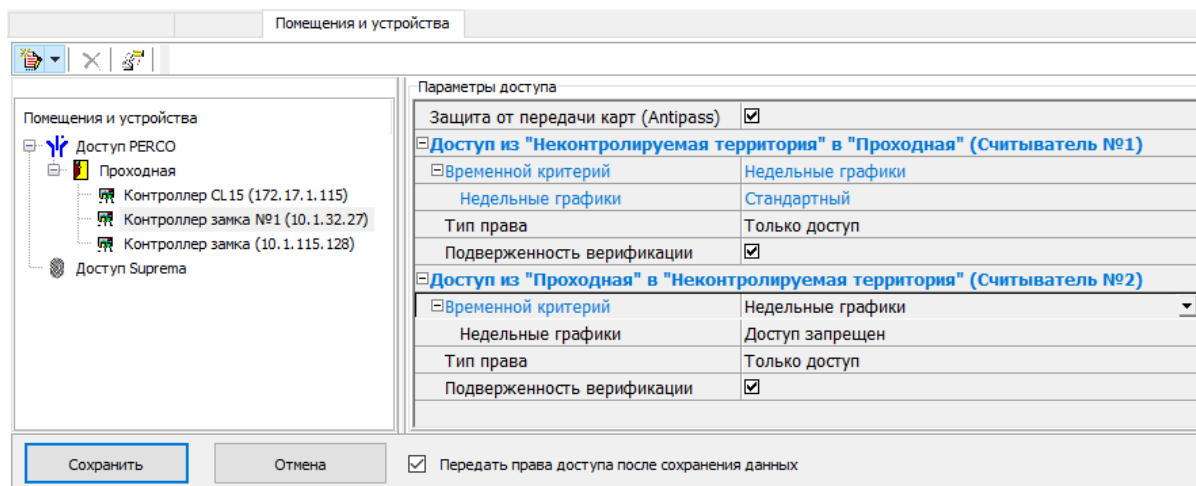 Помещения и устройства
Параметры доступа
Помещения и устройства
Доступ PERCO
Проходная
Контроллер CL15 (172.17.1.115)
Контроллер замка №1 (10.1.32.27)
Контроллер замка (10.1.115.128)
Доступ Suprema
Защита от передачи карт (Antipass)
Доступ из "Неконтролируемая территория" в "Проходная" (Считыватель №1)
Временной критерий Недельные графики
Недельные графики Стандартный
Тип права Только доступ
Подверженность верификации
Доступ из "Проходная" в "Неконтролируемая территория" (Считыватель №2)
Временной критерий Недельные графики
Недельные графики Доступ запрещен
Тип права Только доступ
Подверженность верификации
Сохранить Отмена Передать права доступа после сохранения данных